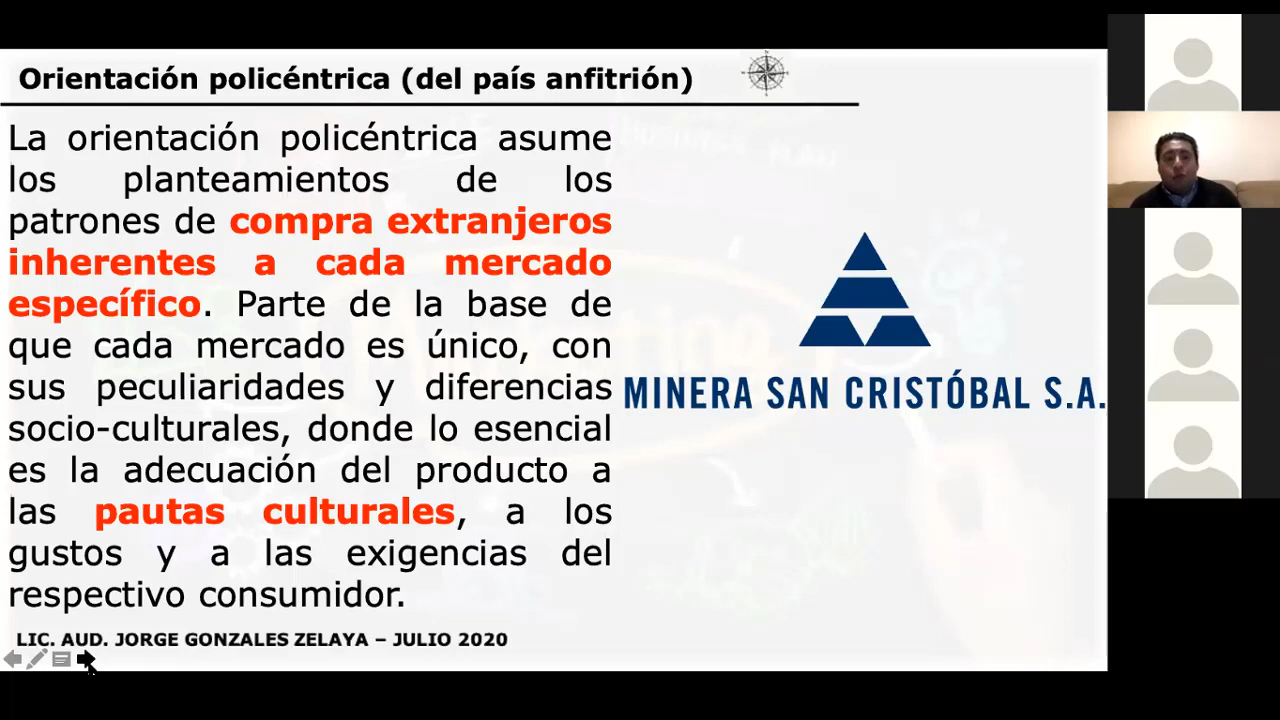 Orientación policéntrica (del país anfitrión)
La orientación policéntrica asume
los planteamientos de los
patrones de compra extranjeros
inherentes a cada mercado
específico. Parte de la base de
que cada mercado es único, con
sus peculiaridades y diferencias
socio-culturales, donde lo esencial
es la adecuación del producto a
las pautas culturales, a los
gustos y a las exigencias del
respectivo consumidor.
MINERA SAN CRISTÓBAL S.A.
LIC. AUD. JORGE GONZALES ZELAYA – JULIO 2020